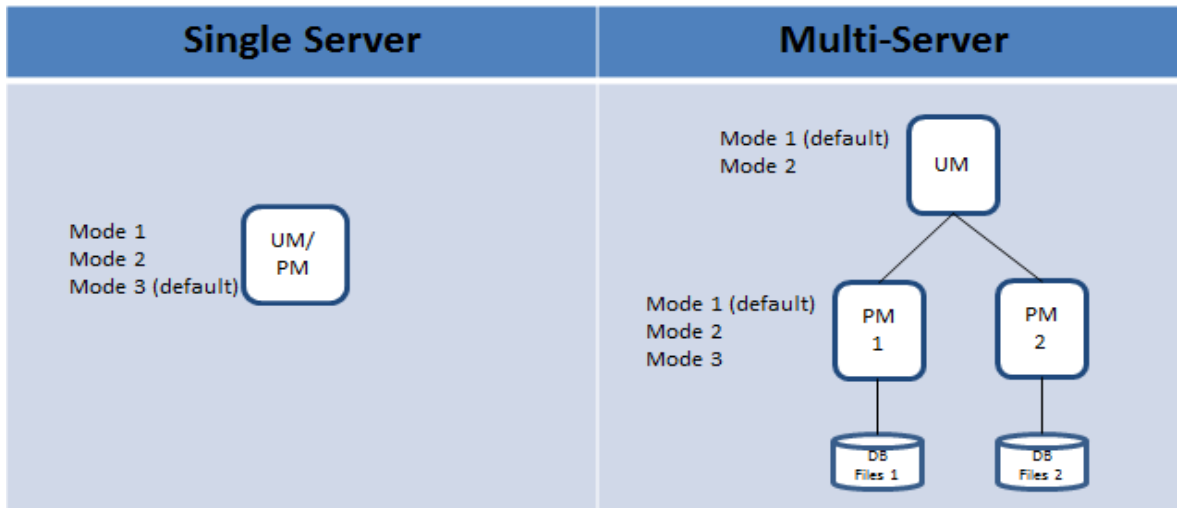 Single Server
Multi-Server
Mode 1
Mode 2
Mode 3 (default)
UM/
PM
Mode 1 (default)
Mode 2
UM
Mode 1 (default)
Mode 2
Mode 3
PM
1
PM
2
DB
Files 1
DB
Files 2